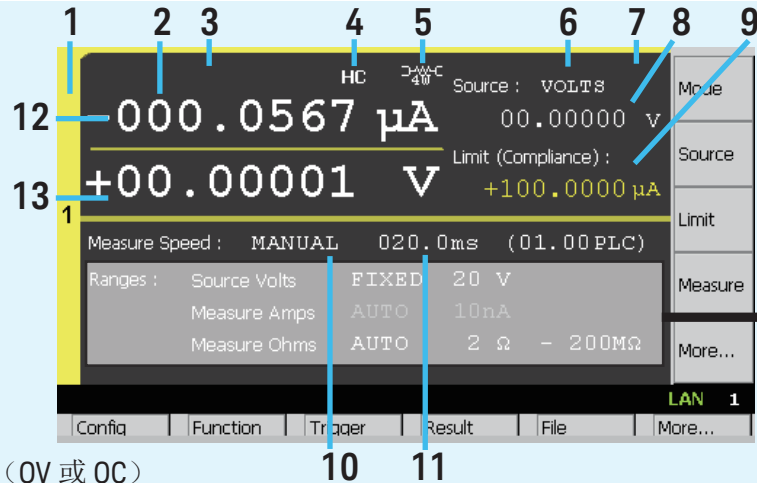 1 2 3 4 5 6 7 8 9
HC 4W
Source : VOLTS
Mode
12
-000.0567 µA
00.00000 V
Limit (Compliance) :
Source
13
+00.00001 V
+100.0000 µA
1
Limit
Measure Speed : MANUAL 020.0ms (01.00 PLC)
Ranges : Source Volts FIXED 20 V
Measure
Measure Amps AUTO 10nA
Measure Ohms AUTO 2 Ω - 200MΩ
More...
LAN 1
Config Function Trigger Result File More...
（OV 或 OC）
10 11